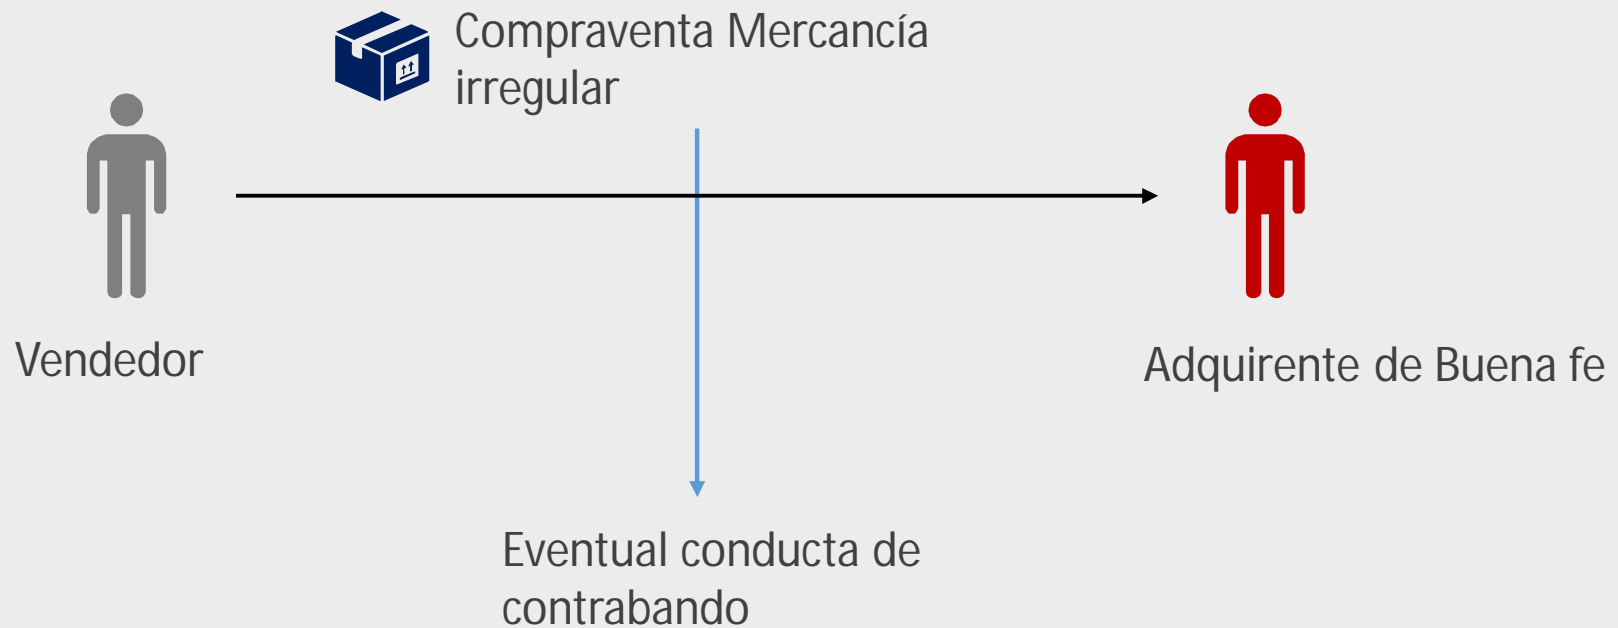 Compraventa Mercancía
irregular
Vendedor
Adquirente de Buena fe
Eventual conducta de
contrabando